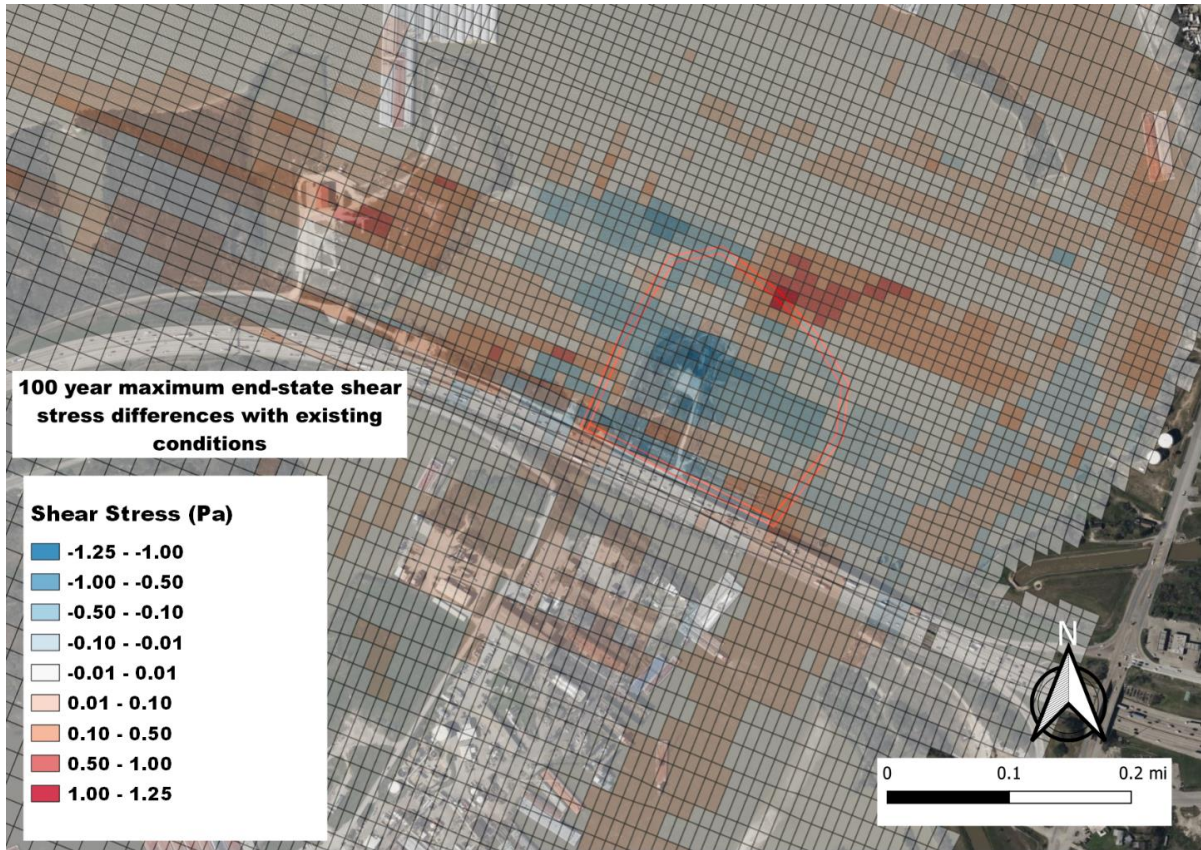 100 year maximum end-state shear
stress differences with existing
conditions
Shear Stress (Pa)
-1.25 - -1.00
-1.00 - -0.50
-0.50 - -0.10
-0.10 - -0.01
-0.01 - 0.01
0.01 - 0.10
0.10 - 0.50
0.50 - 1.00
1.00 - 1.25
N
0 0.1 0.2 mi